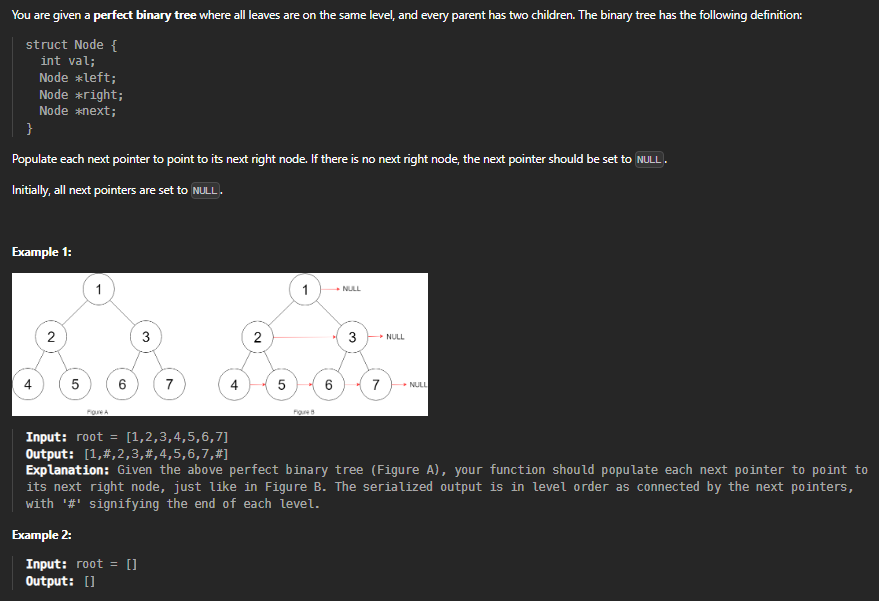 You are given a perfect binary tree where all leaves are on the same level, and every parent has two children. The binary tree has the following definition:
struct Node {
int val;
Node *left;
Node *right;
Node *next;
}
Populate each next pointer to point to its next right node. If there is no next right node, the next pointer should be set to NULL.
Initially, all next pointers are set to NULL.
Example 1:
1
1 NULL
2 3
2 3 NULL
4 5 6 7
4 5 6 7 NULL
Figure A
Figure B
Input: root = [1,2,3,4,5,6,7]
Output: [1,#,2,3,#,4,5,6,7,#]
Explanation: Given the above perfect binary tree (Figure A), your function should populate each next pointer to point to
its next right node, just like in Figure B. The serialized output is in level order as connected by the next pointers,
with '#' signifying the end of each level.
Example 2:
Input: root = []
Output: []